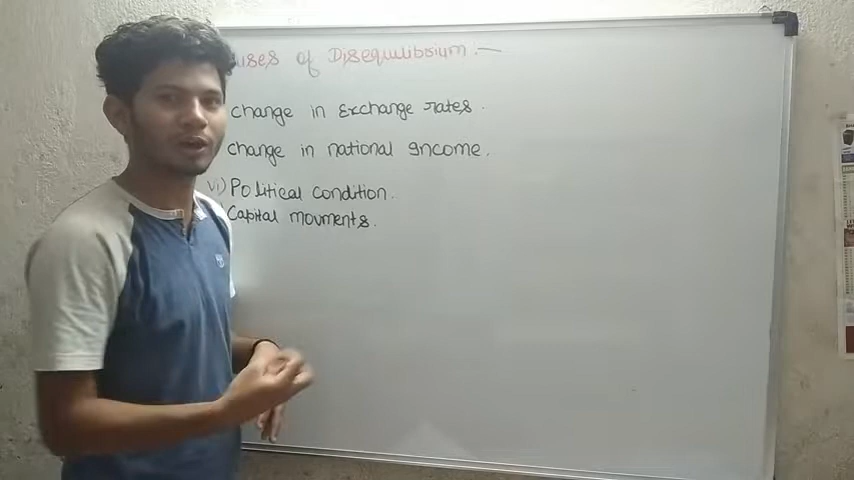 uses of Disequilibrium :-
change in Exchange rates.
change in national Income.
vi) Political condition.
Capital movments.